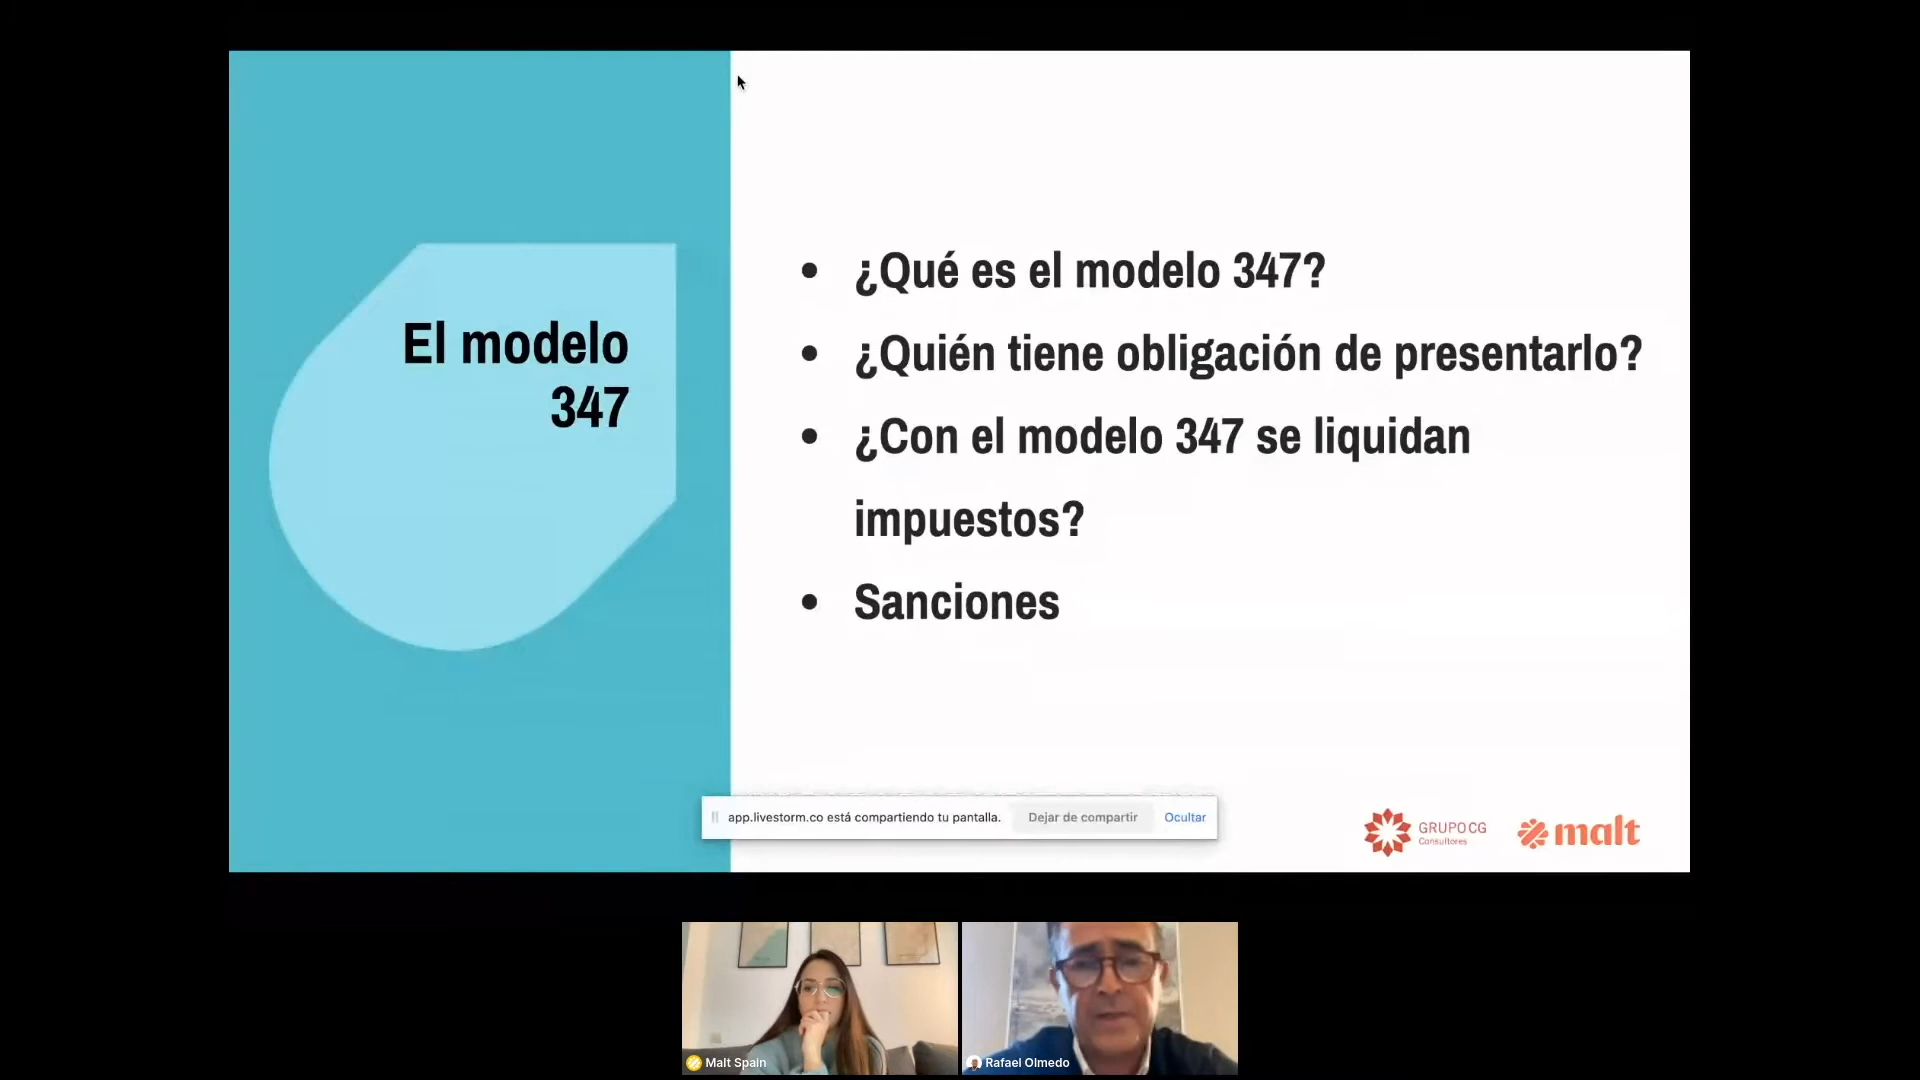 El modelo
347
¿Qué es el modelo 347?
¿Quién tiene obligación de presentarlo?
¿Con el modelo 347 se liquidan
impuestos?
Sanciones
app.livestorm.co está compartiendo tu pantalla. Dejar de compartir Ocultar
GRUPO CG
Consultores
malt
Malt Spain
Rafael Olmedo